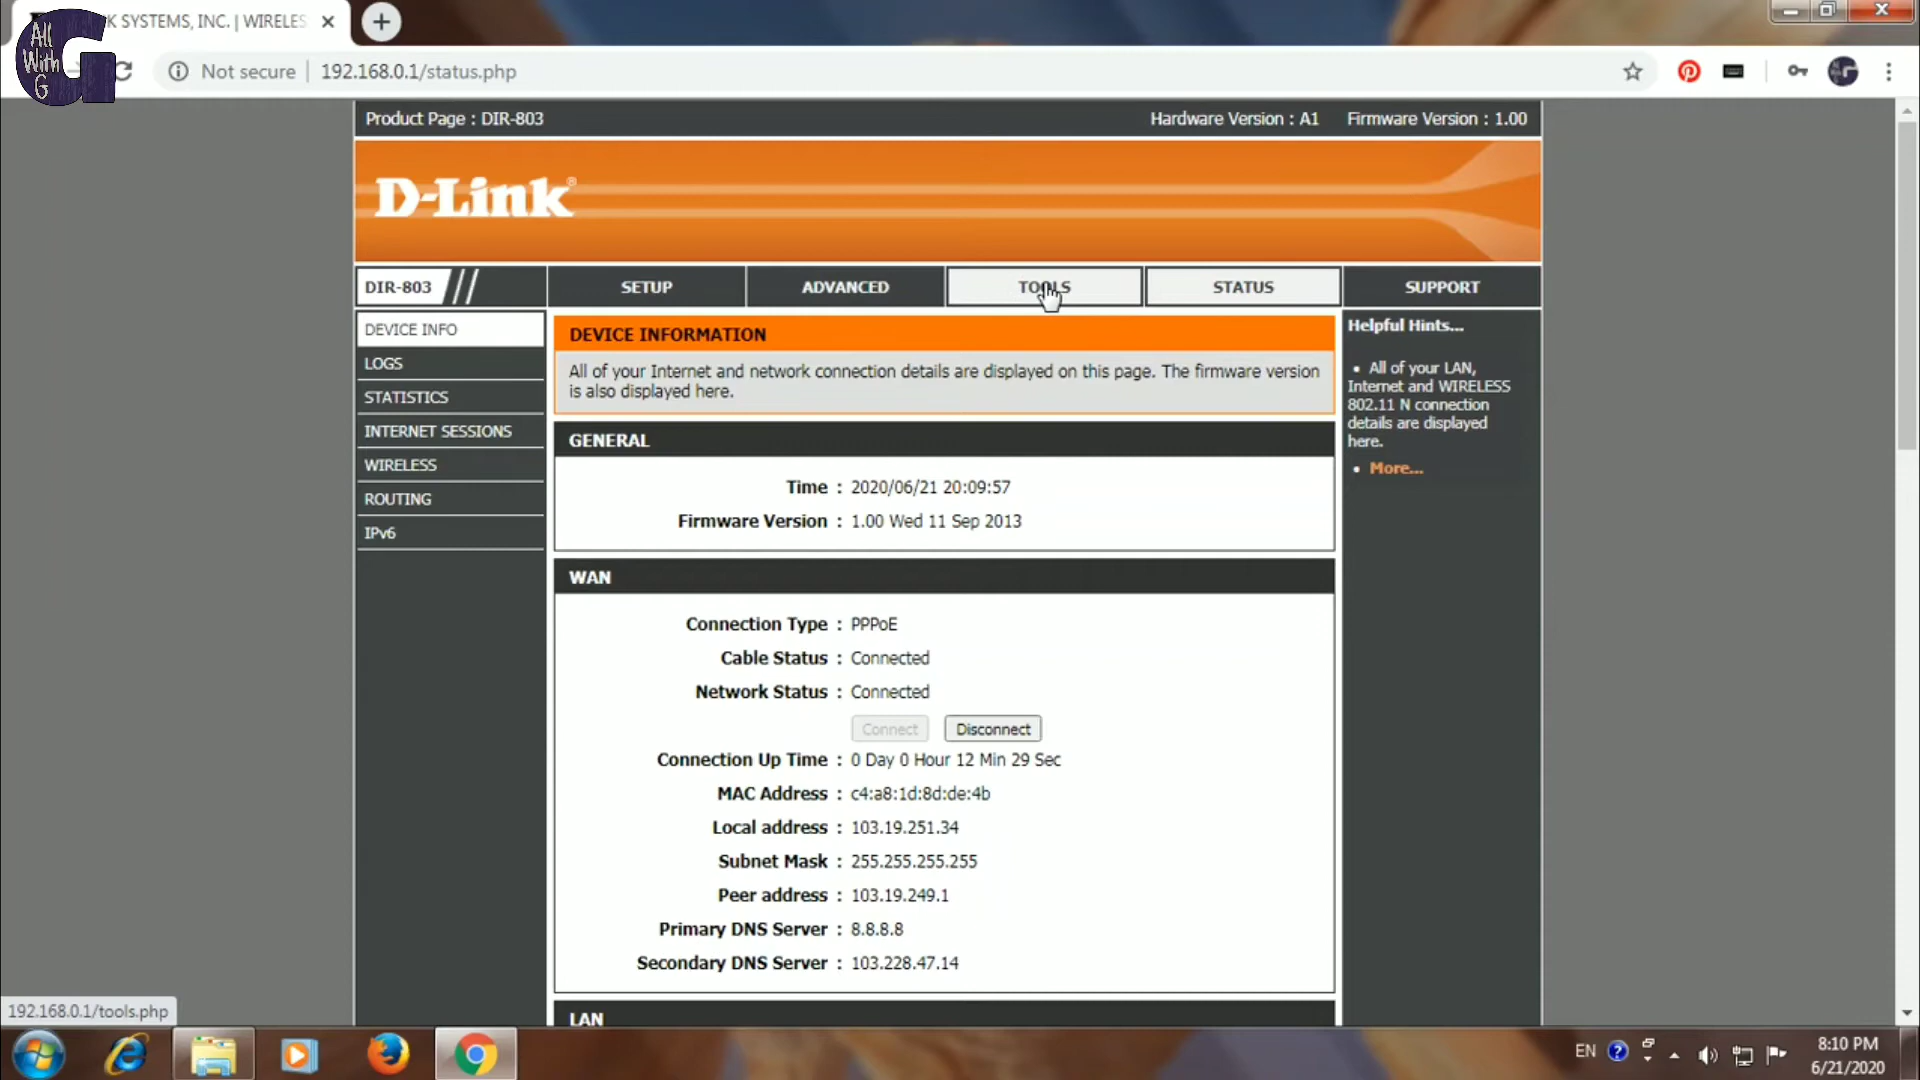 K SYSTEMS, INC. | WIRELES
All With G
Not secure | 192.168.0.1/status.php
Product Page : DIR-803 Hardware Version : A1 Firmware Version : 1.00
D-Link®
DIR-803 SETUP ADVANCED TOOLS STATUS SUPPORT
DEVICE INFO
LOGS
STATISTICS
INTERNET SESSIONS
WIRELESS
ROUTING
IPv6
DEVICE INFORMATION
All of your Internet and network connection details are displayed on this page. The firmware version
is also displayed here.
GENERAL
Time : 2020/06/21 20:09:57
Firmware Version : 1.00 Wed 11 Sep 2013
WAN
Connection Type : PPPoE
Cable Status : Connected
Network Status : Connected
Connect Disconnect
Connection Up Time : 0 Day 0 Hour 12 Min 29 Sec
MAC Address : c4:a8:1d:8d:de:4b
Local address : 103.19.251.34
Subnet Mask : 255.255.255.255
Peer address : 103.19.249.1
Primary DNS Server : 8.8.8.8
Secondary DNS Server : 103.228.47.14
LAN
Helpful Hints...
• All of your LAN,
Internet and WIRELESS
802.11 N connection
details are displayed
here.
• More...
192.168.0.1/tools.php
EN
8:10 PM
6/21/2020